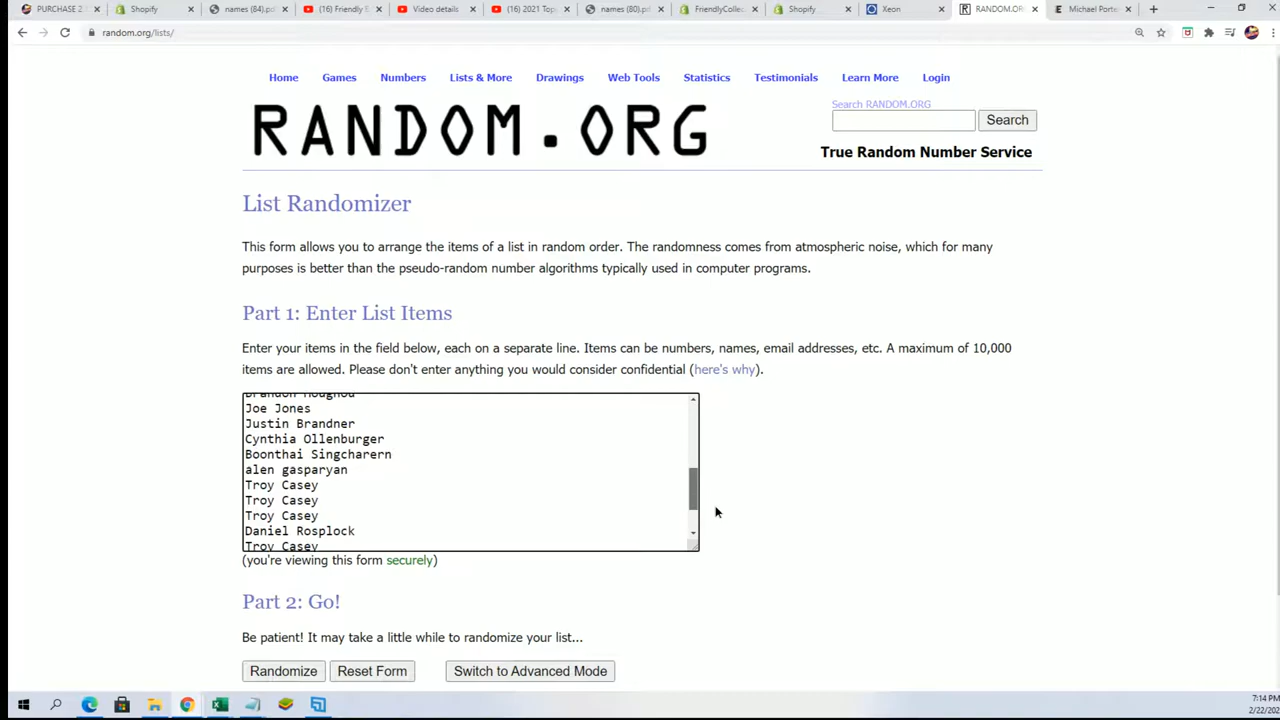 PURCHASE 2
Shopify
names (84).pd
(16) Friendly E
Video details
(16) 2021 Topp
names (80).pd
FriendlyCollec
Shopify
Xeon
RANDOM.OR
Michael Porte
random.org/lists/
Home
Games
Numbers
Lists & More
Drawings
Web Tools
Statistics
Testimonials
Learn More
Login
RANDOM.ORG
Search RANDOM.ORG
Search
True Random Number Service
List Randomizer
This form allows you to arrange the items of a list in random order. The randomness comes from atmospheric noise, which for many
purposes is better than the pseudo-random number algorithms typically used in computer programs.
Part 1: Enter List Items
Enter your items in the field below, each on a separate line. Items can be numbers, names, email addresses, etc. A maximum of 10,000
items are allowed. Please don't enter anything you would consider confidential (here's why).
Joe Jones
Justin Brandner
Cynthia Ollenburger
Boonthai Singcharern
alen gasparyan
Troy Casey
Troy Casey
Troy Casey
Daniel Rosplock
Troy Casey
(you're viewing this form securely)
Part 2: Go!
Be patient! It may take a little while to randomize your list...
Randomize
Reset Form
Switch to Advanced Mode
7:14 PM
2/22/202